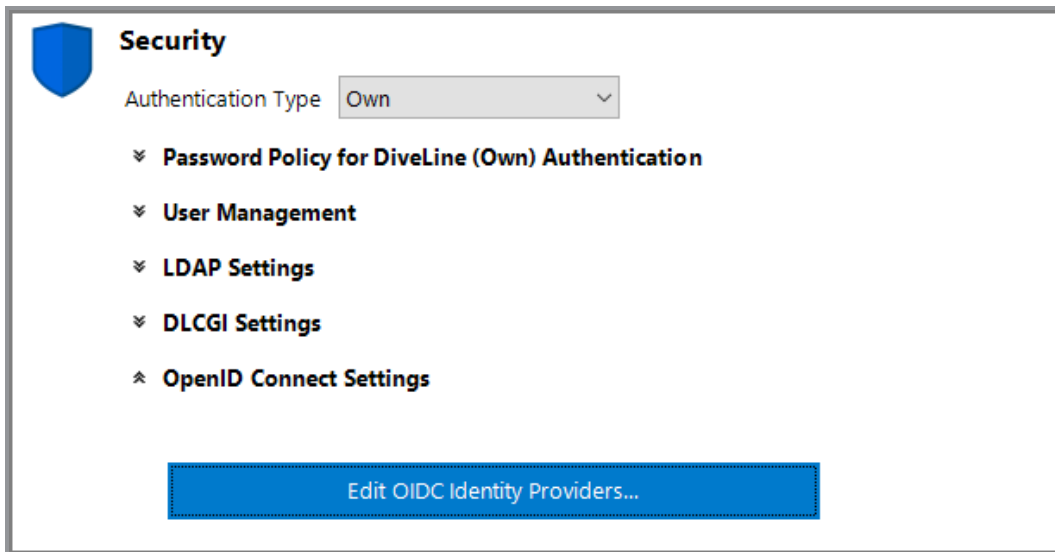 Security
Authentication Type Own
Password Policy for DiveLine (Own) Authentication
User Management
LDAP Settings
DLCGI Settings
OpenID Connect Settings
Edit OIDC Identity Providers...